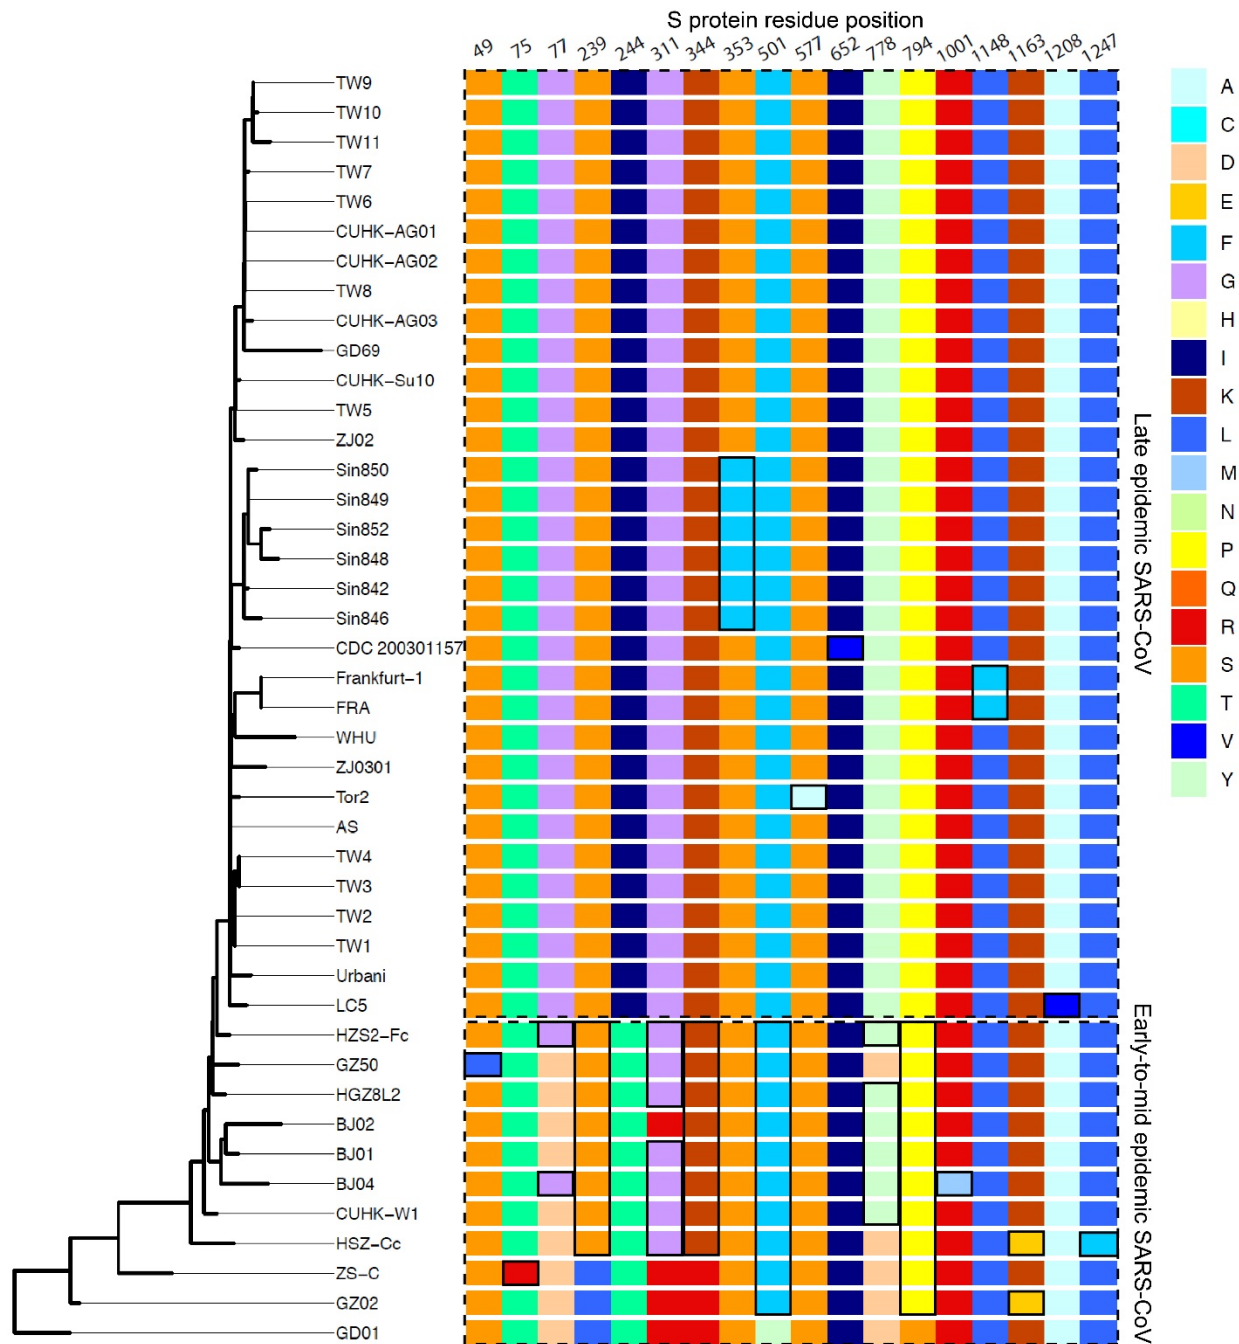 S protein residue position
49 75 77 239 244 311 344 353 501 577 652 778 794 1001 1148 1163 1208 1247
TW9
TW10
TW11
TW7
TW6
CUHK-AG01
CUHK-AG02
TW8
CUHK-AG03
GD69
CUHK-Su10
TW5
ZJ02
Sin850
Sin849
Sin852
Sin848
Sin842
Sin846
CDC 200301157
Frankfurt-1
FRA
WHU
ZJ0301
Tor2
AS
TW4
TW3
TW2
TW1
Urbani
LC5
HZS2-Fc
GZ50
HGZ8L2
BJ02
BJ01
BJ04
CUHK-W1
HSZ-Cc
ZS-C
GZ02
GD01
Late epidemic SARS-CoV
Early-to-mid epidemic SARS-CoV
A
C
D
E
F
G
H
I
K
L
M
N
P
Q
R
S
T
V
Y